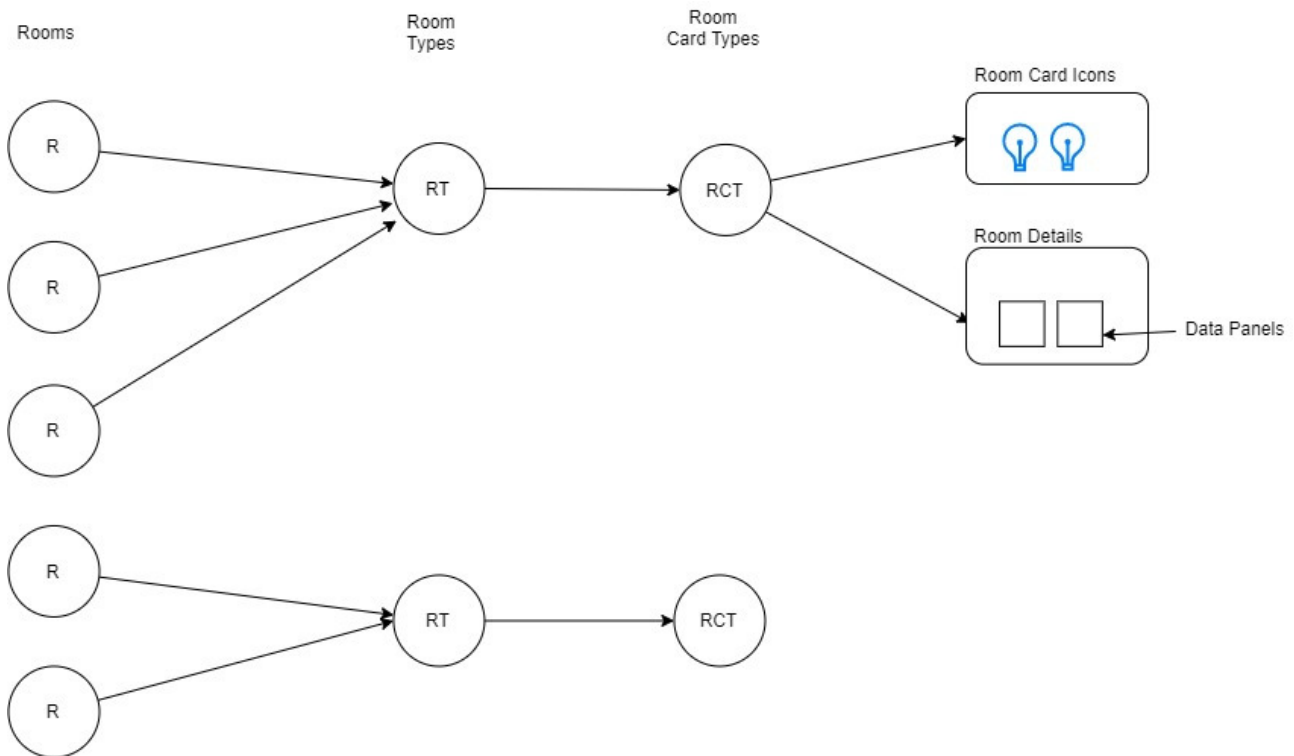 Rooms
Room
Types
Room
Card Types
Room Card Icons
R
RT
RCT
Room Details
R
Data Panels
R
R
RT
RCT
R